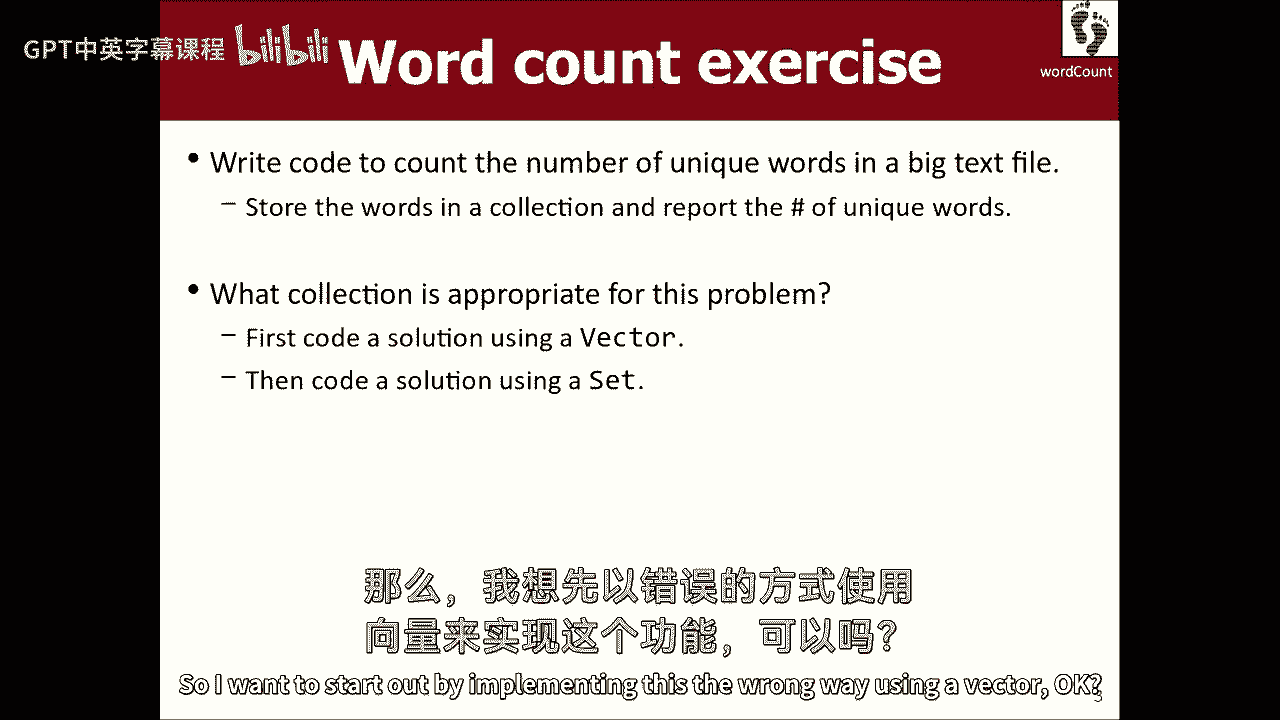 GPT中英字幕课程 bilibili
Word count exercise
wordCount
• Write code to count the number of unique words in a big text file.
– Store the words in a collection and report the # of unique words.
• What collection is appropriate for this problem?
– First code a solution using a Vector.
– Then code a solution using a Set.
那么，我想先以错误的方式使用
向量来实现这个功能，可以吗？
So I want to start out by implementing this the wrong way using a vector, OK?